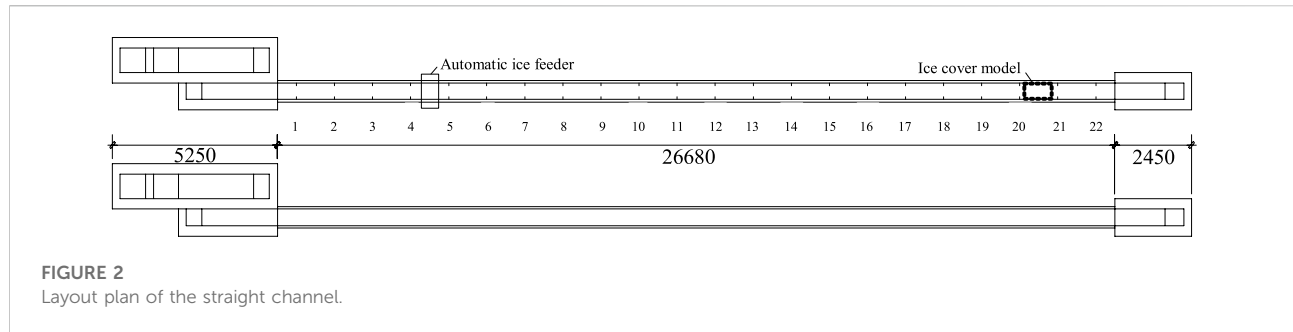 Automatic ice feeder
Ice cover model
1 2 3 4 5 6 7 8 9 10 11 12 13 14 15 16 17 18 19 20 21 22
5250 26680 2450
FIGURE 2
Layout plan of the straight channel.